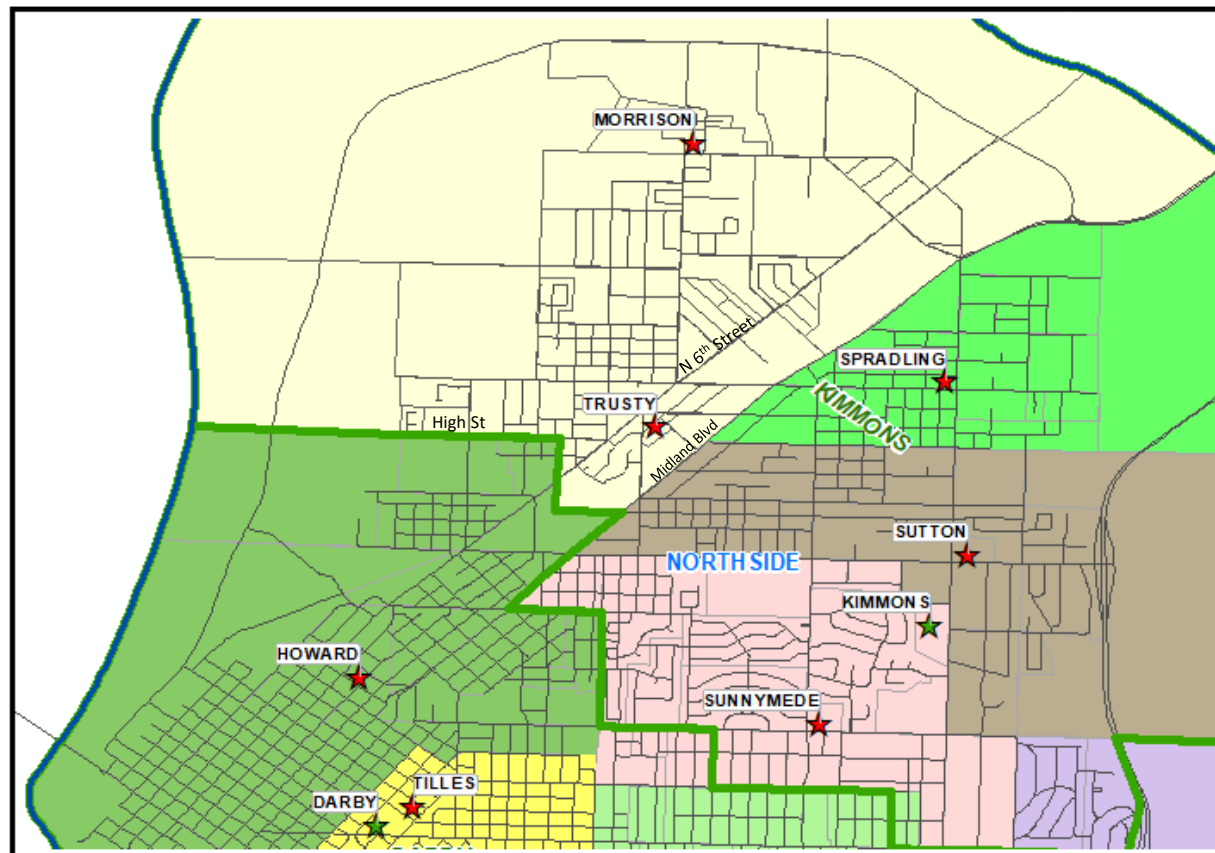 MORRISON
N 6th Street
SPRADLING
KIMMONS
TRUSTY
High St
Midland Blvd
SUTTON
NORTH SIDE
KIMMONS
HOWARD
SUNNYMEDE
TILLES
DARBY